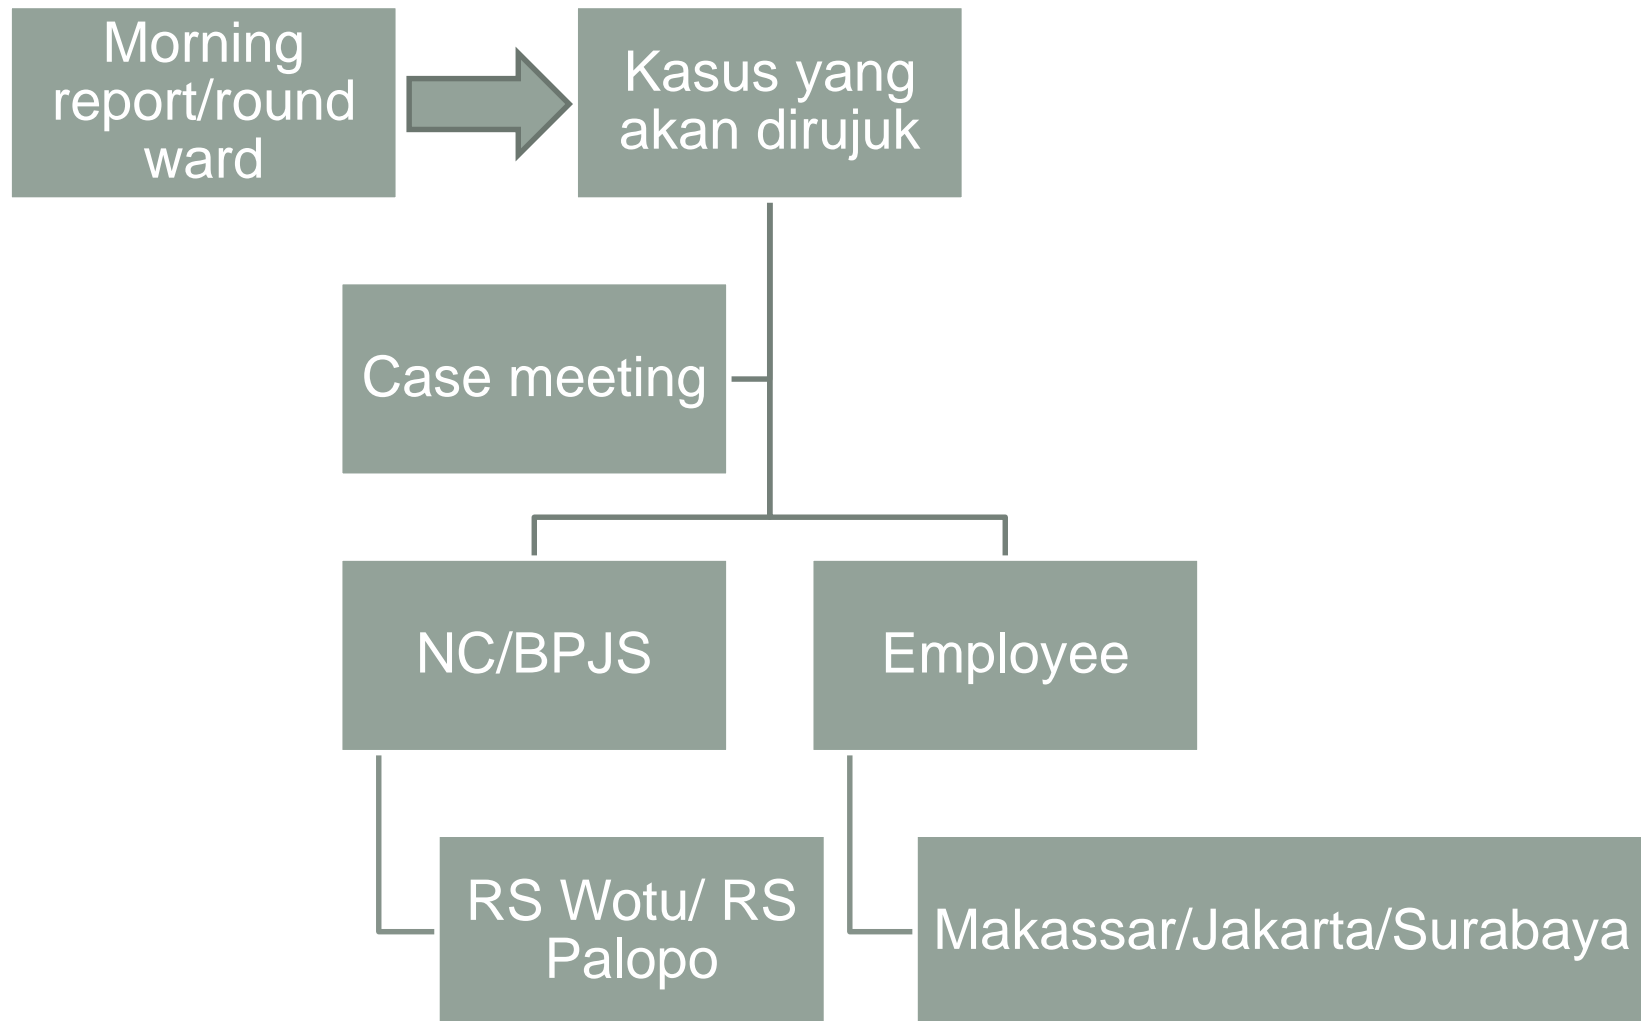 Morning
report/round
ward
Kasus yang
akan dirujuk
Case meeting
NC/BPJS
Employee
RS Wotu/ RS
Palopo
Makassar/Jakarta/Surabaya